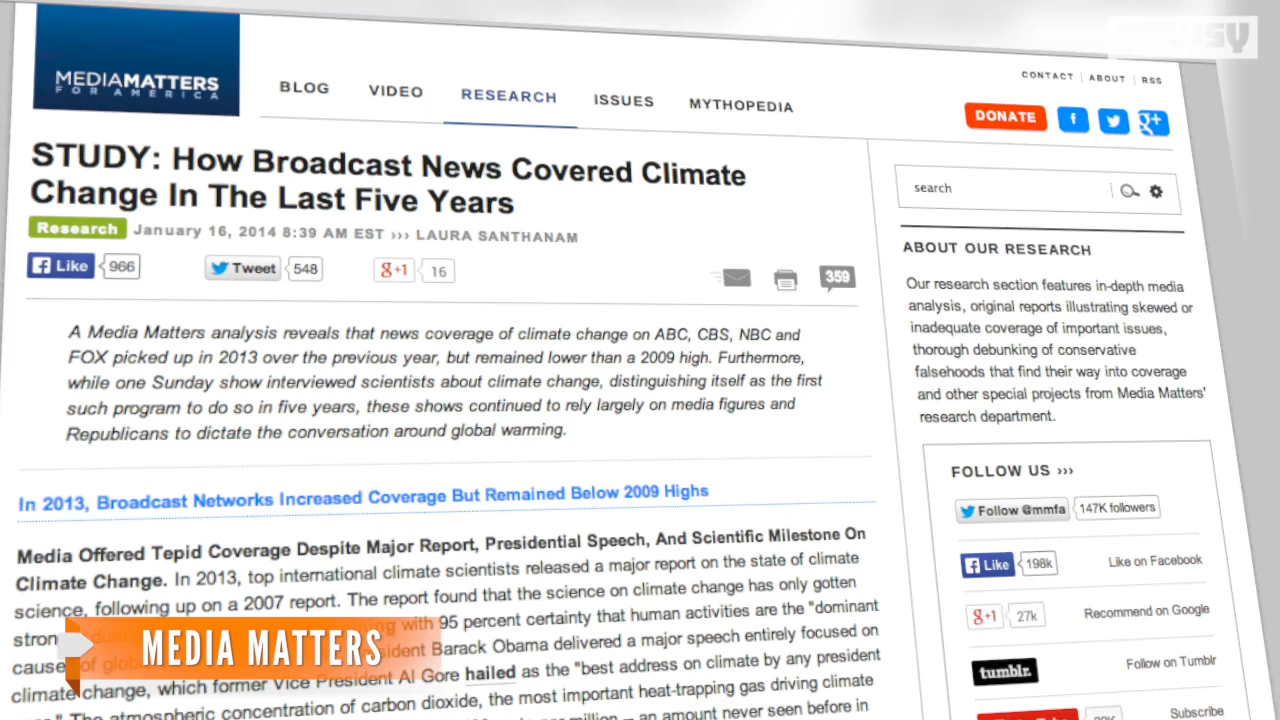 MEDIAMATTERS
FOR AMERICA
BLOG VIDEO RESEARCH ISSUES MYTHOPEDIA
CONTACT | ABOUT | RSS
DONATE
STUDY: How Broadcast News Covered Climate
Change In The Last Five Years
Research January 16, 2014 8:39 AM EST ››› LAURA SANTHANAM
Like 966 Tweet 548 g+1 16 359
A Media Matters analysis reveals that news coverage of climate change on ABC, CBS, NBC and
FOX picked up in 2013 over the previous year, but remained lower than a 2009 high. Furthermore,
while one Sunday show interviewed scientists about climate change, distinguishing itself as the first
such program to do so in five years, these shows continued to rely largely on media figures and
Republicans to dictate the conversation around global warming.
In 2013, Broadcast Networks Increased Coverage But Remained Below 2009 Highs
Media Offered Tepid Coverage Despite Major Report, Presidential Speech, And Scientific Milestone On
Climate Change. In 2013, top international climate scientists released a major report on the state of climate
science, following up on a 2007 report. The report found that the science on climate change has only gotten
with 95 percent certainty that human activities are the "dominant
Barack Obama delivered a major speech entirely focused on
climate change, which former Vice President Al Gore hailed as the "best address on climate by any president
The atmospheric concentration of carbon dioxide, the most important heat-trapping gas driving climate
an amount never seen before in
MEDIA MATTERS
search
ABOUT OUR RESEARCH
Our research section features in-depth media
analysis, original reports illustrating skewed or
inadequate coverage of important issues,
thorough debunking of conservative
falsehoods that find their way into coverage
and other special projects from Media Matters'
research department.
FOLLOW US ›››
Follow @mmfa 147K followers
Like 198k Like on Facebook
g+1 27k Recommend on Google
tumblr. Follow on Tumblr
Subscribe